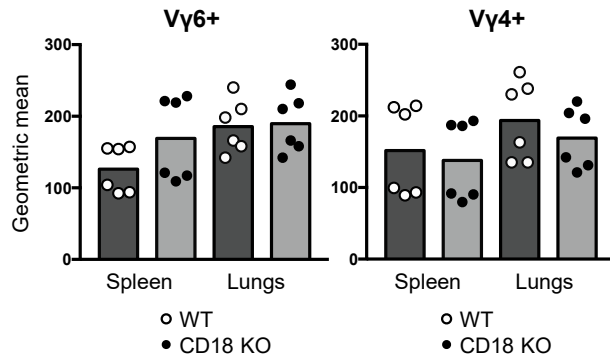 Vγ6+
Vγ4+
Geometric mean
300
200
100
0
Spleen
Lungs
300
200
100
0
Spleen
Lungs
WT
CD18 KO
WT
CD18 KO